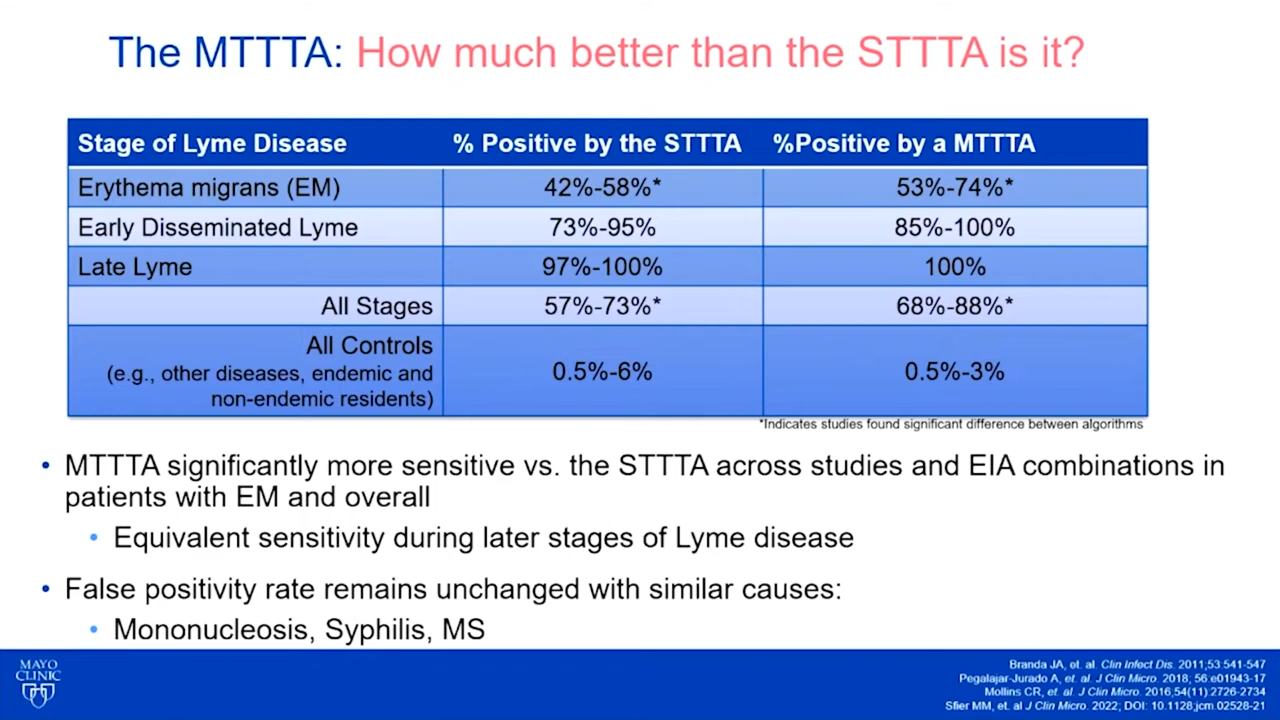 The MTTTA: How much better than the STTTA is it?
Stage of Lyme Disease % Positive by the STTTA %Positive by a MTTTA
Erythema migrans (EM) 42%-58%* 53%-74%*
Early Disseminated Lyme 73%-95% 85%-100%
Late Lyme 97%-100% 100%
All Stages 57%-73%* 68%-88%*
All Controls
(e.g., other diseases, endemic and
non-endemic residents) 0.5%-6% 0.5%-3%
*Indicates studies found significant difference between algorithms
• MTTTA significantly more sensitive vs. the STTTA across studies and EIA combinations in
patients with EM and overall
• Equivalent sensitivity during later stages of Lyme disease
• False positivity rate remains unchanged with similar causes:
• Mononucleosis, Syphilis, MS
MAYO
CLINIC
Branda JA, et. al. Clin Infect Dis. 2011;53:541-547
Pegalajar-Jurado A, et. al. J Clin Micro. 2018; 56:e01943-17
Mollins CR, et. al. J Clin Micro. 2016;54(11):2726-2734
Sfier MM, et. al J Clin Micro. 2022; DOI: 10.1128.jcm.02528-21